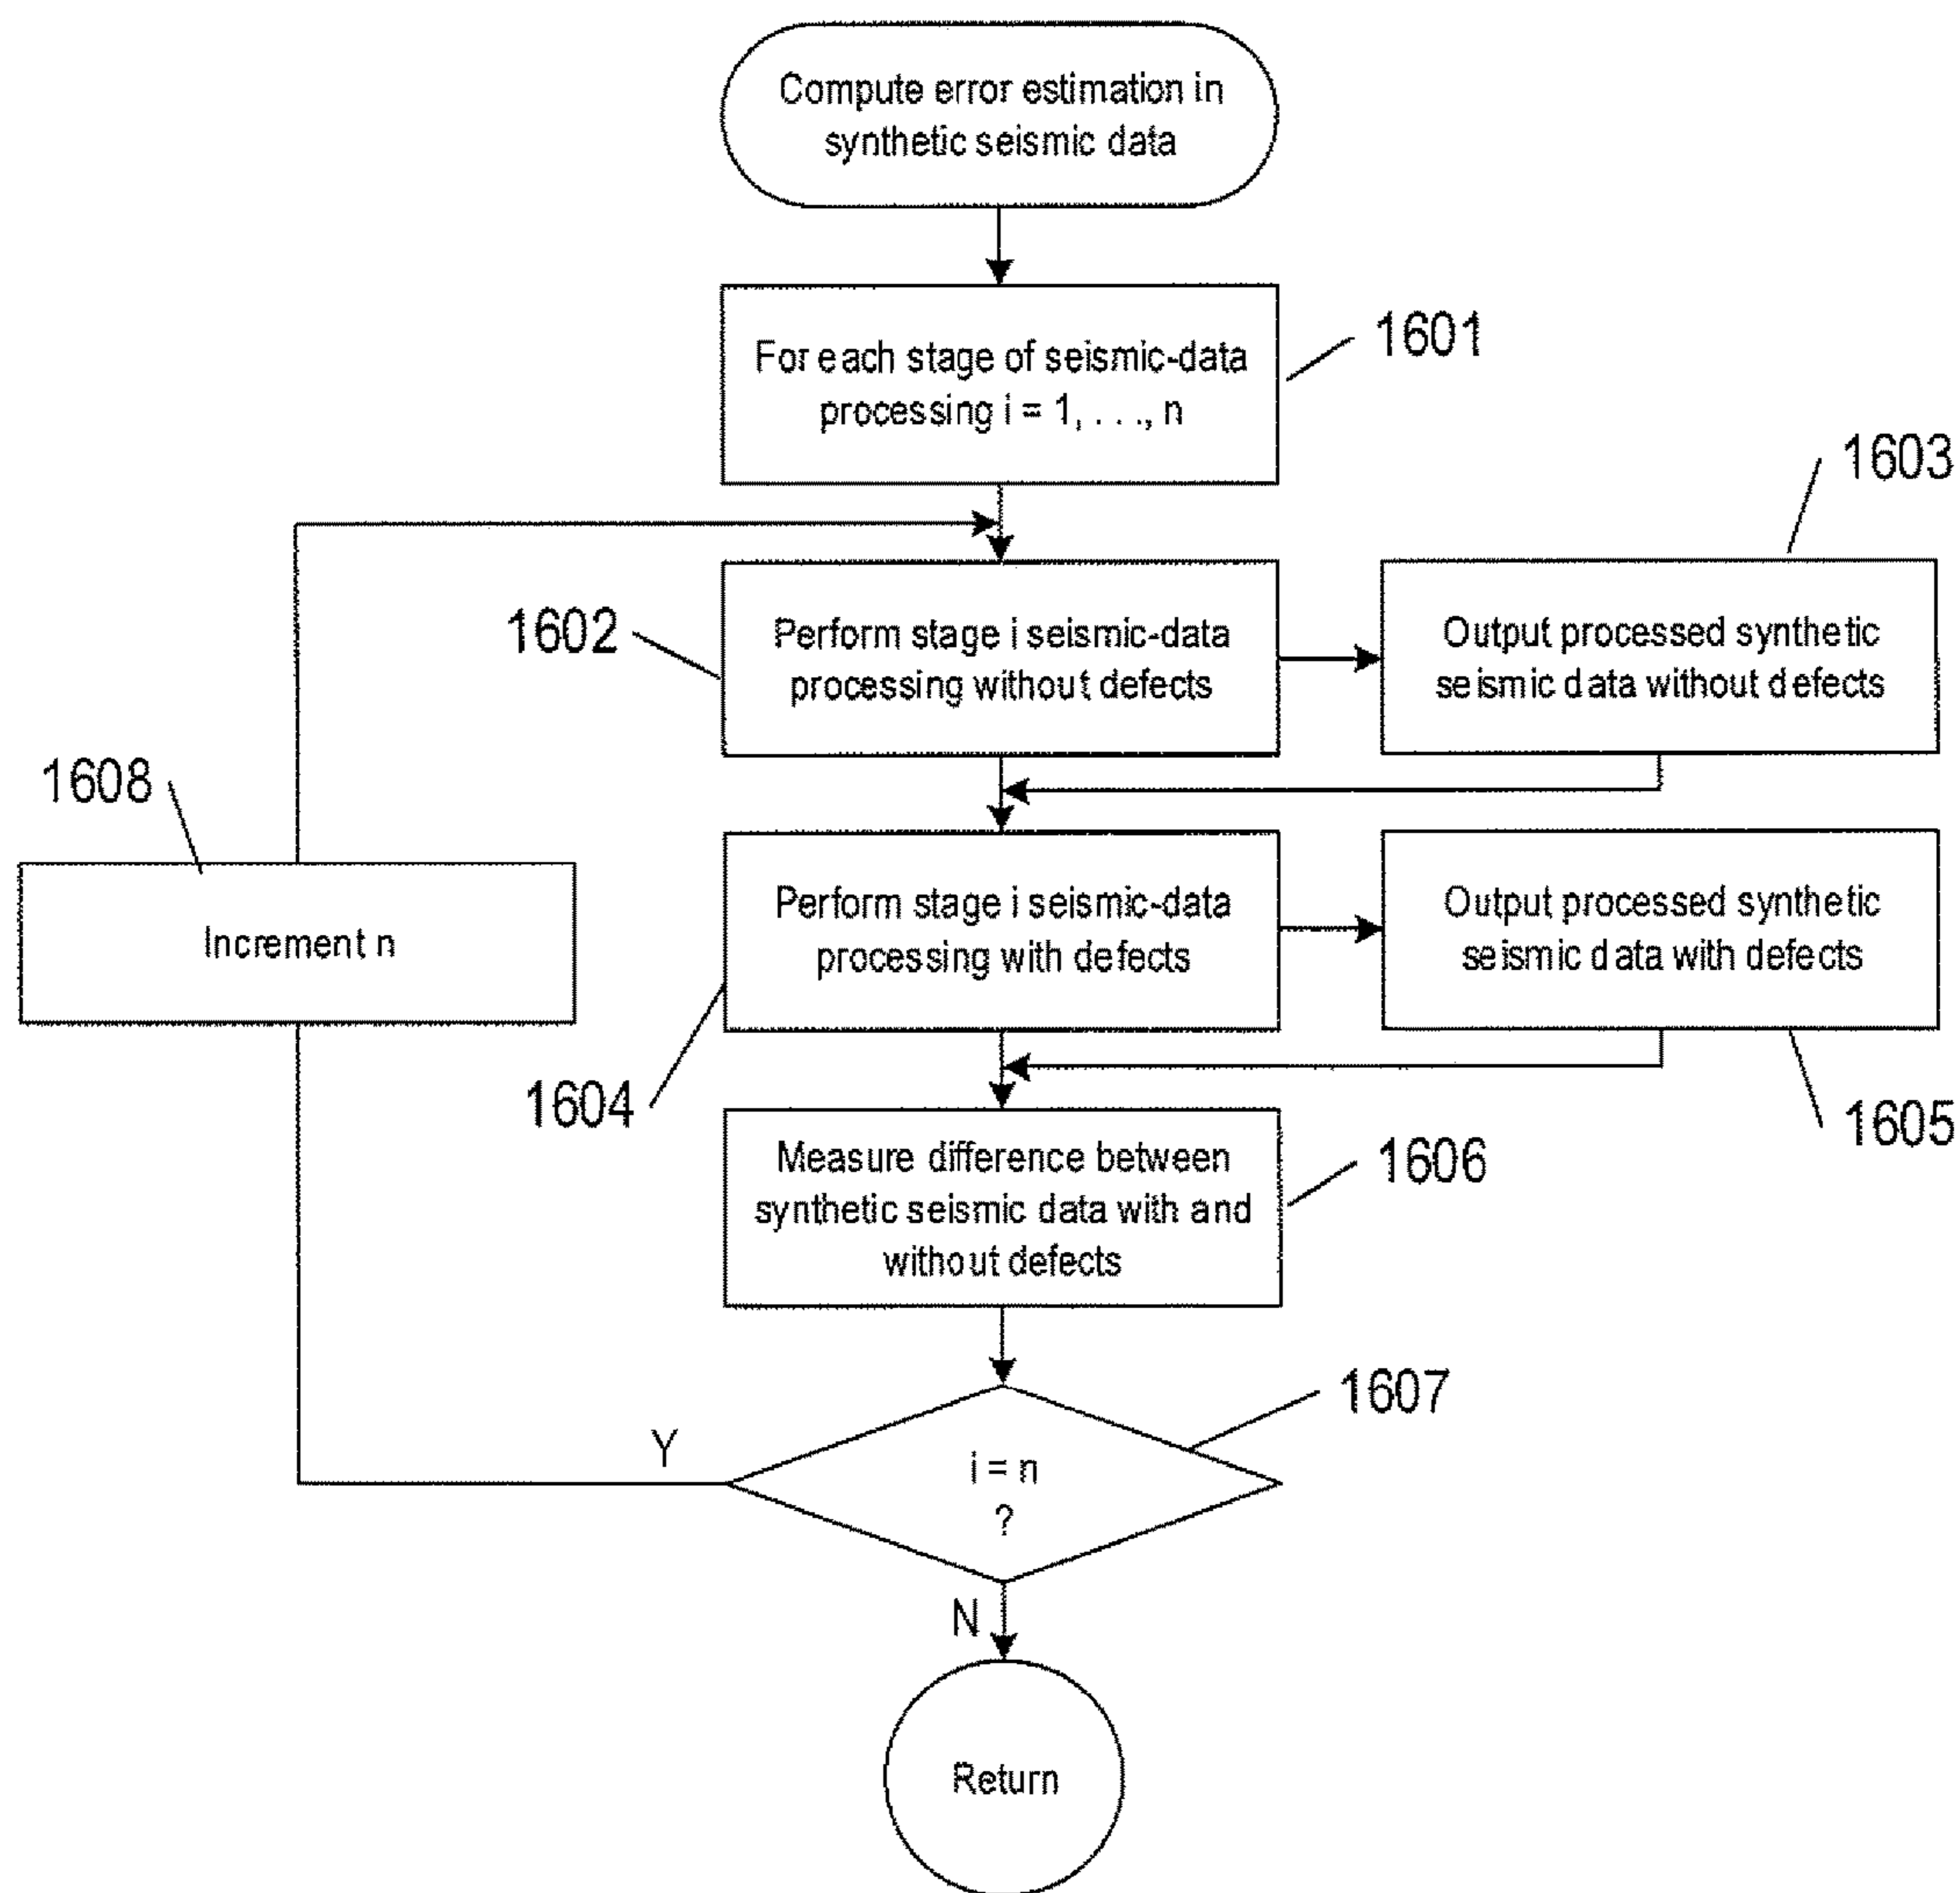 Compute error estimation in
synthetic seismic data
For each stage of seismic-data
processing i = 1, . . ., n
1601
1603
1602
Perform stage i seismic-data
processing without defects
Output processed synthetic
seismic data without defects
1608
Increment n
Perform stage i seismic-data
processing with defects
Output processed synthetic
seismic data with defects
1604
1605
Measure difference between
synthetic seismic data with and
without defects
1606
1607
Y
i = n
?
N
Return